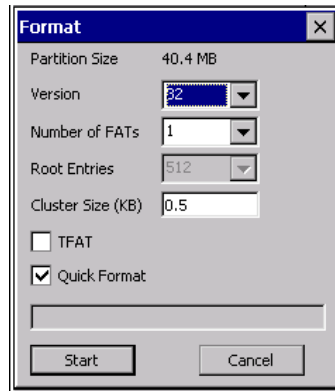 Format
Partition Size 40.4 MB
Version 32
Number of FATs 1
Root Entries 512
Cluster Size (KB) 0.5
TFAT
Quick Format
Start Cancel